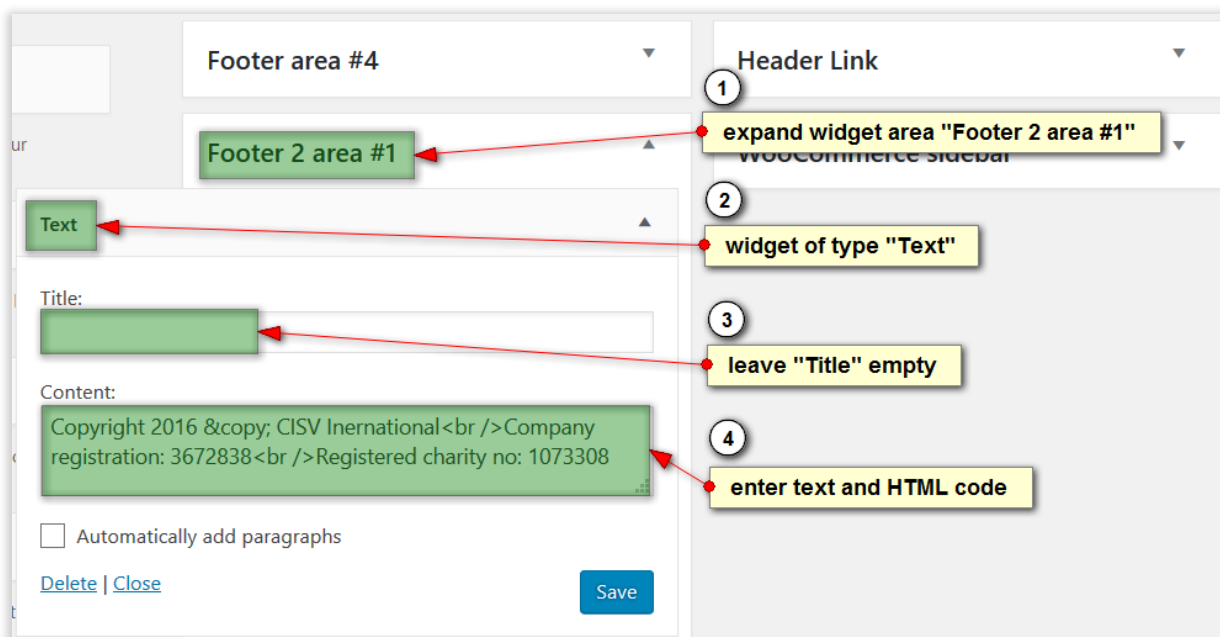 Footer area #4
Header Link
1
expand widget area "Footer 2 area #1"
ur
Footer 2 area #1
WooCommerce sidebar
2
Text
widget of type "Text"
Title:
3
leave "Title" empty
Content:
Copyright 2016 &copy; CISV Inernational<br />Company
registration: 3672838<br />Registered charity no: 1073308
4
enter text and HTML code
Automatically add paragraphs
Delete | Close
Save